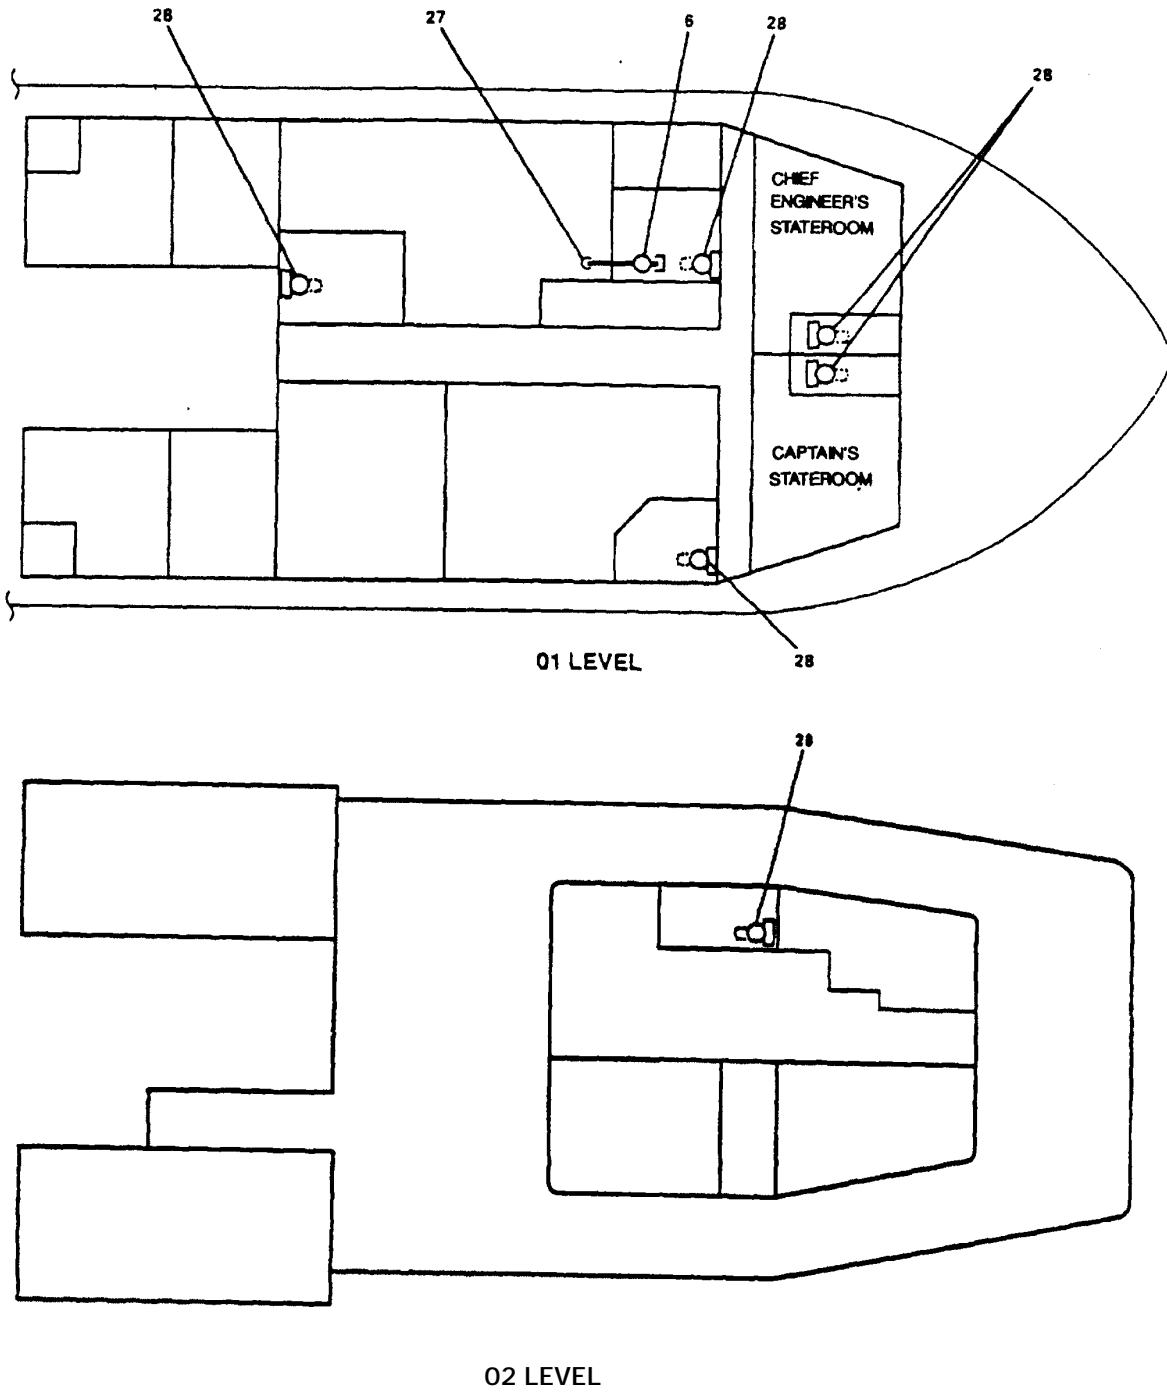 28 27 6 28
28
CHIEF
ENGINEER'S
STATEROOM
CAPTAIN'S
STATEROOM
01 LEVEL
28
28
02 LEVEL